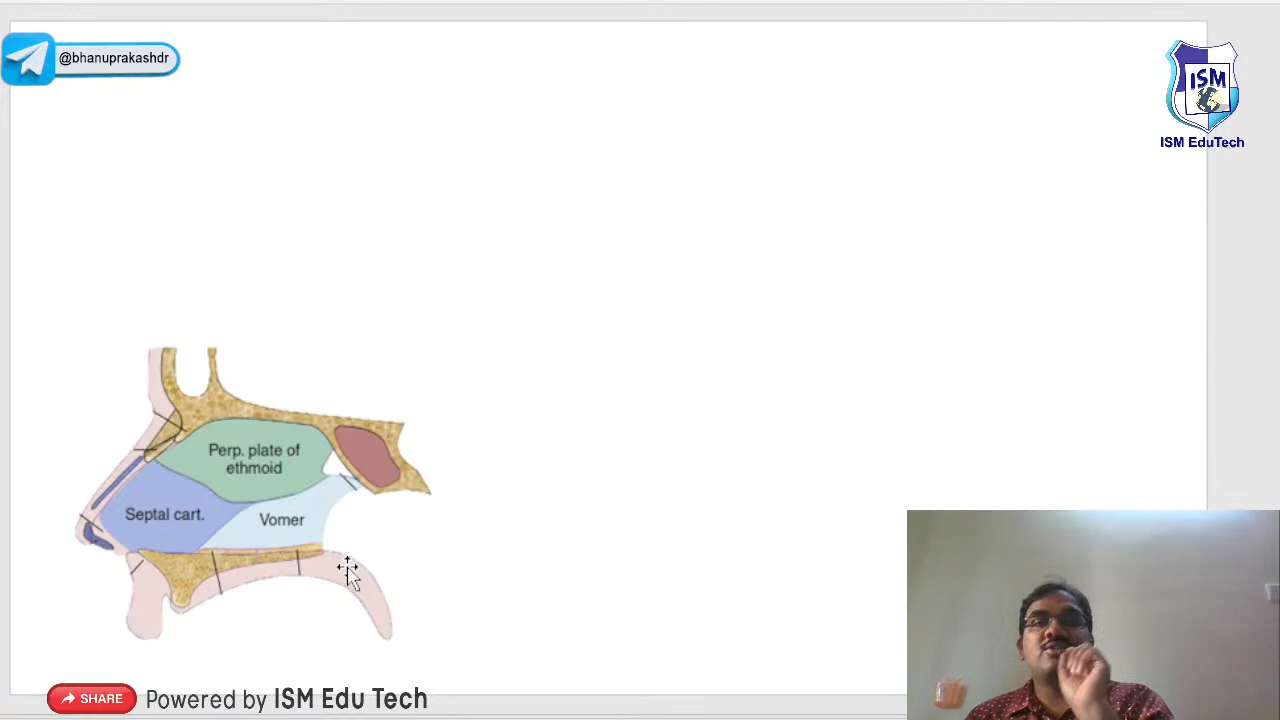 @bhanuprakashdr
ISM
ISM EduTech
Perp. plate of
ethmoid
Septal cart.
Vomer
SHARE
Powered by ISM Edu Tech